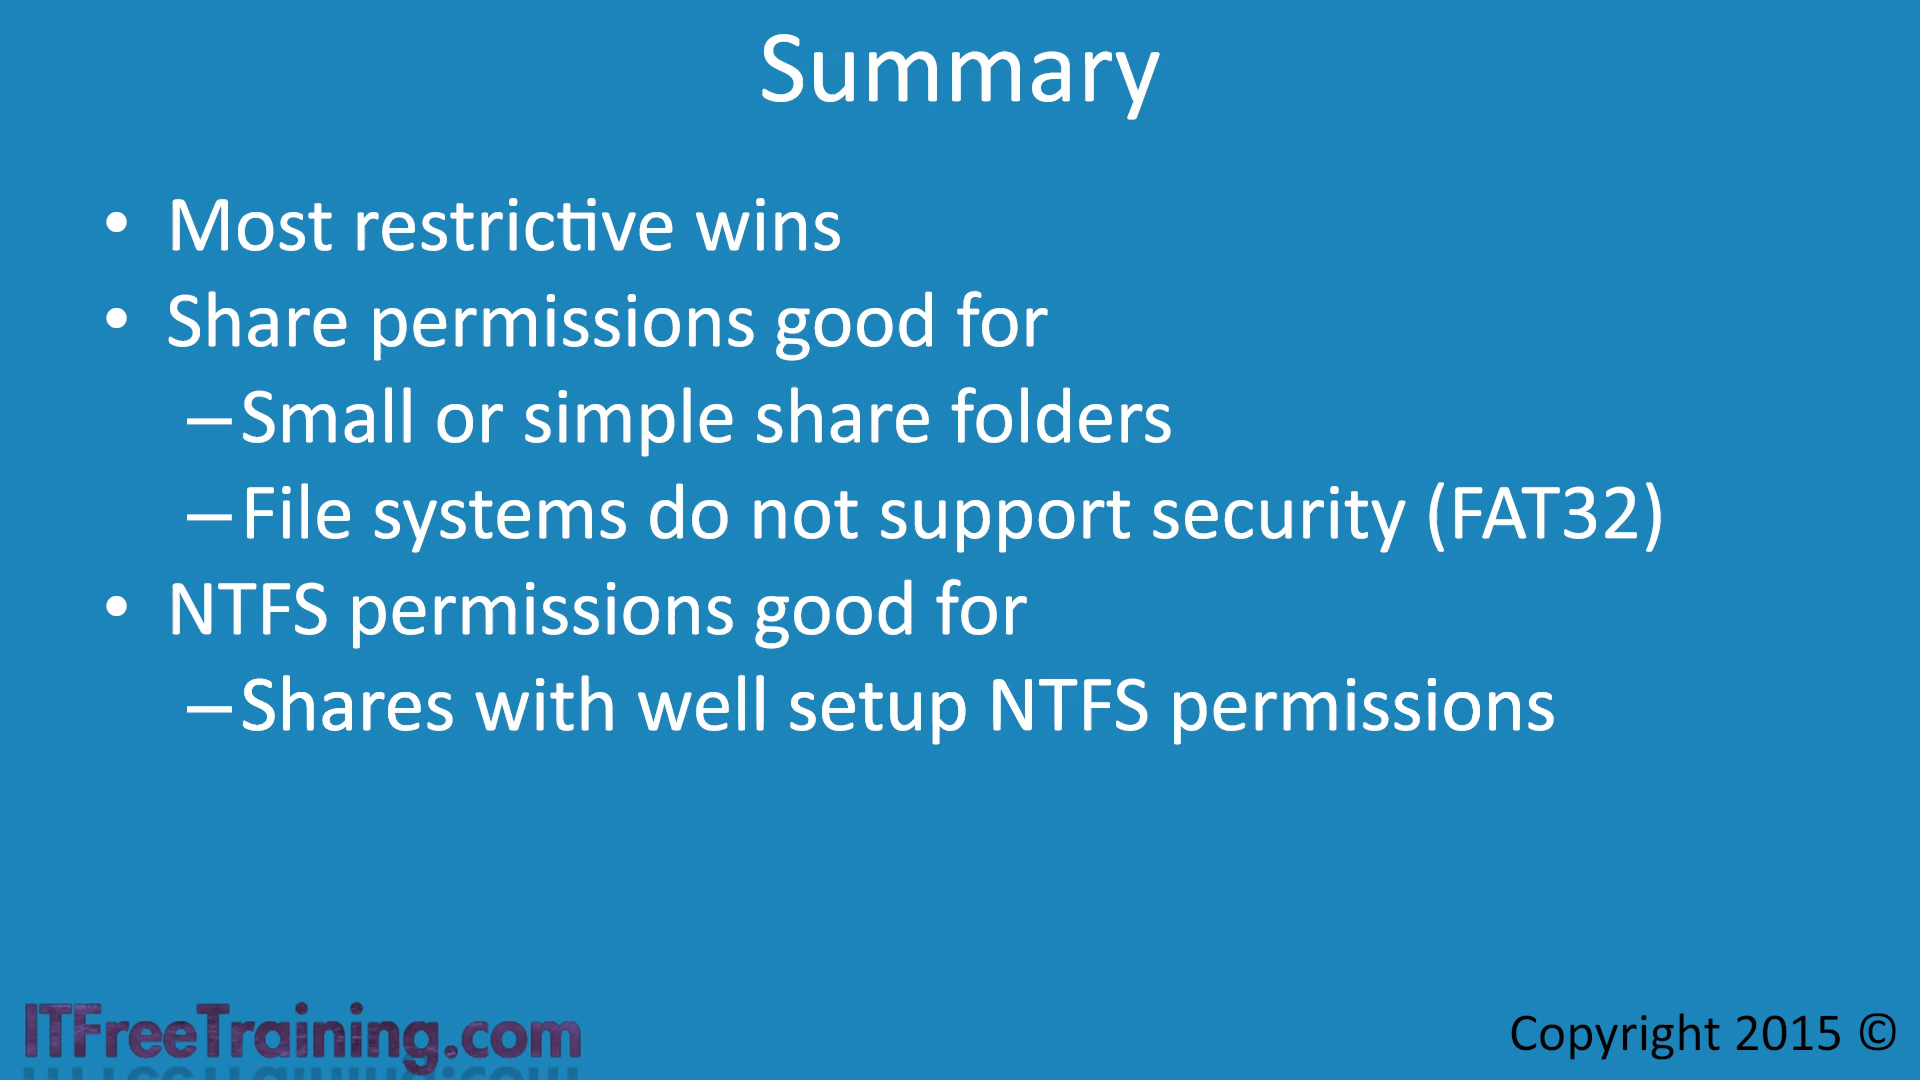 Summary
• Most restrictive wins
• Share permissions good for
–Small or simple share folders
–File systems do not support security (FAT32)
• NTFS permissions good for
–Shares with well setup NTFS permissions
ITFreeTraining.com
Copyright 2015 ©